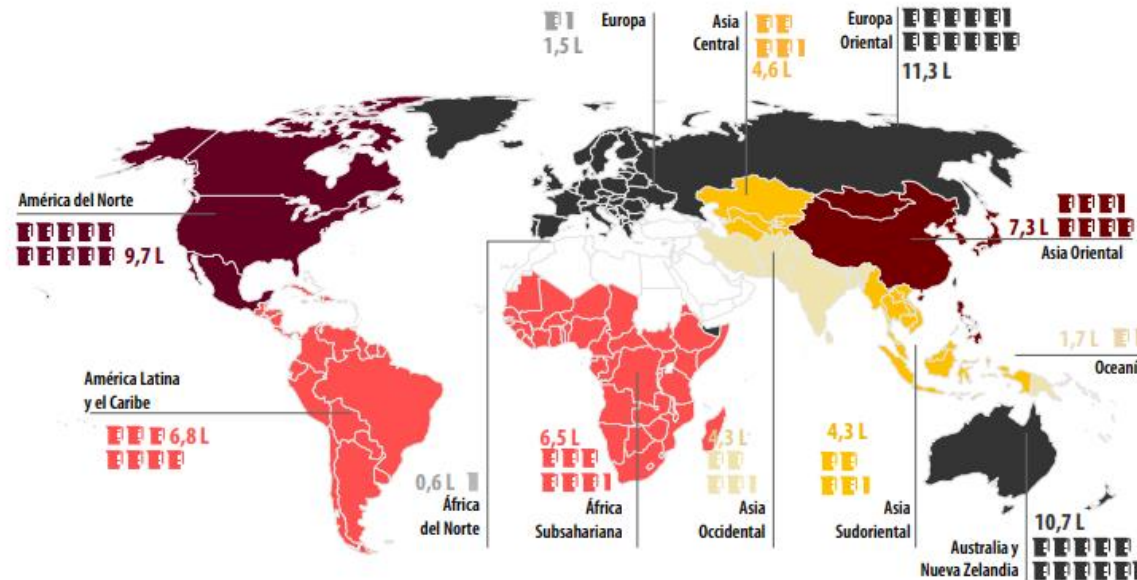 Europa
1,5 L
Asia
Central
4,6 L
Europa
Oriental
11,3 L
América del Norte
9,7 L
7,3 L
Asia Oriental
1,7 L
Oceaní
América Latina
y el Caribe
6,8 L
0,6 L
África
del Norte
6,5 L
África
Subsahariana
4,3 L
Asia
Occidental
4,3 L
Asia
Sudoriental
10,7 L
Australia y
Nueva Zelandia